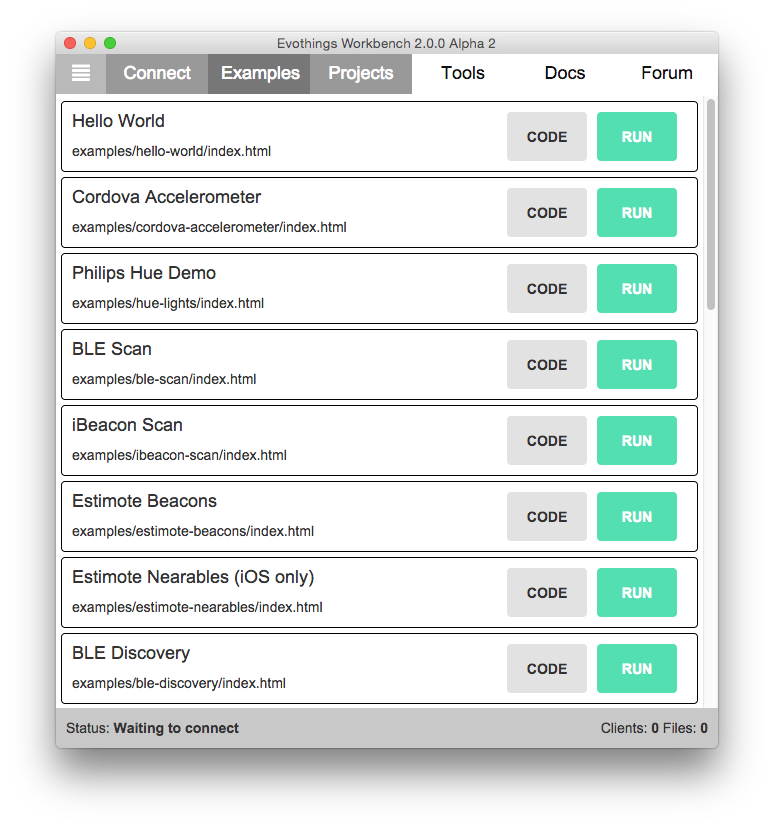 Evothings Workbench 2.0.0 Alpha 2
Connect Examples Projects Tools Docs Forum
Hello World
examples/hello-world/index.html
CODE RUN
Cordova Accelerometer
examples/cordova-accelerometer/index.html
CODE RUN
Philips Hue Demo
examples/hue-lights/index.html
CODE RUN
BLE Scan
examples/ble-scan/index.html
CODE RUN
iBeacon Scan
examples/ibeacon-scan/index.html
CODE RUN
Estimote Beacons
examples/estimote-beacons/index.html
CODE RUN
Estimote Nearables (iOS only)
examples/estimote-nearables/index.html
CODE RUN
BLE Discovery
examples/ble-discovery/index.html
CODE RUN
Status: Waiting to connect Clients: 0 Files: 0